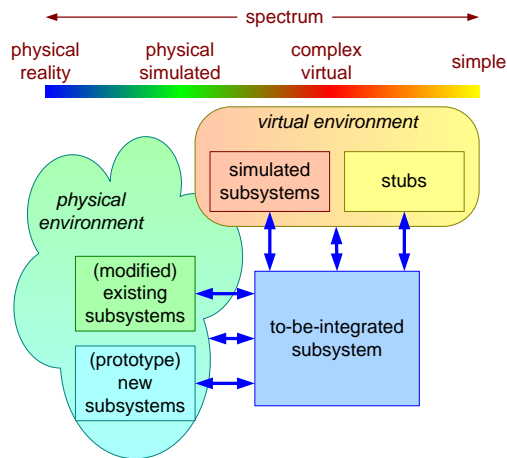 spectrum
physical
reality
physical
simulated
complex
virtual
simple
virtual environment
simulated
subsystems
stubs
physical
environment
(modified)
existing
subsystems
to-be-integrated
subsystem
(prototype)
new
subsystems